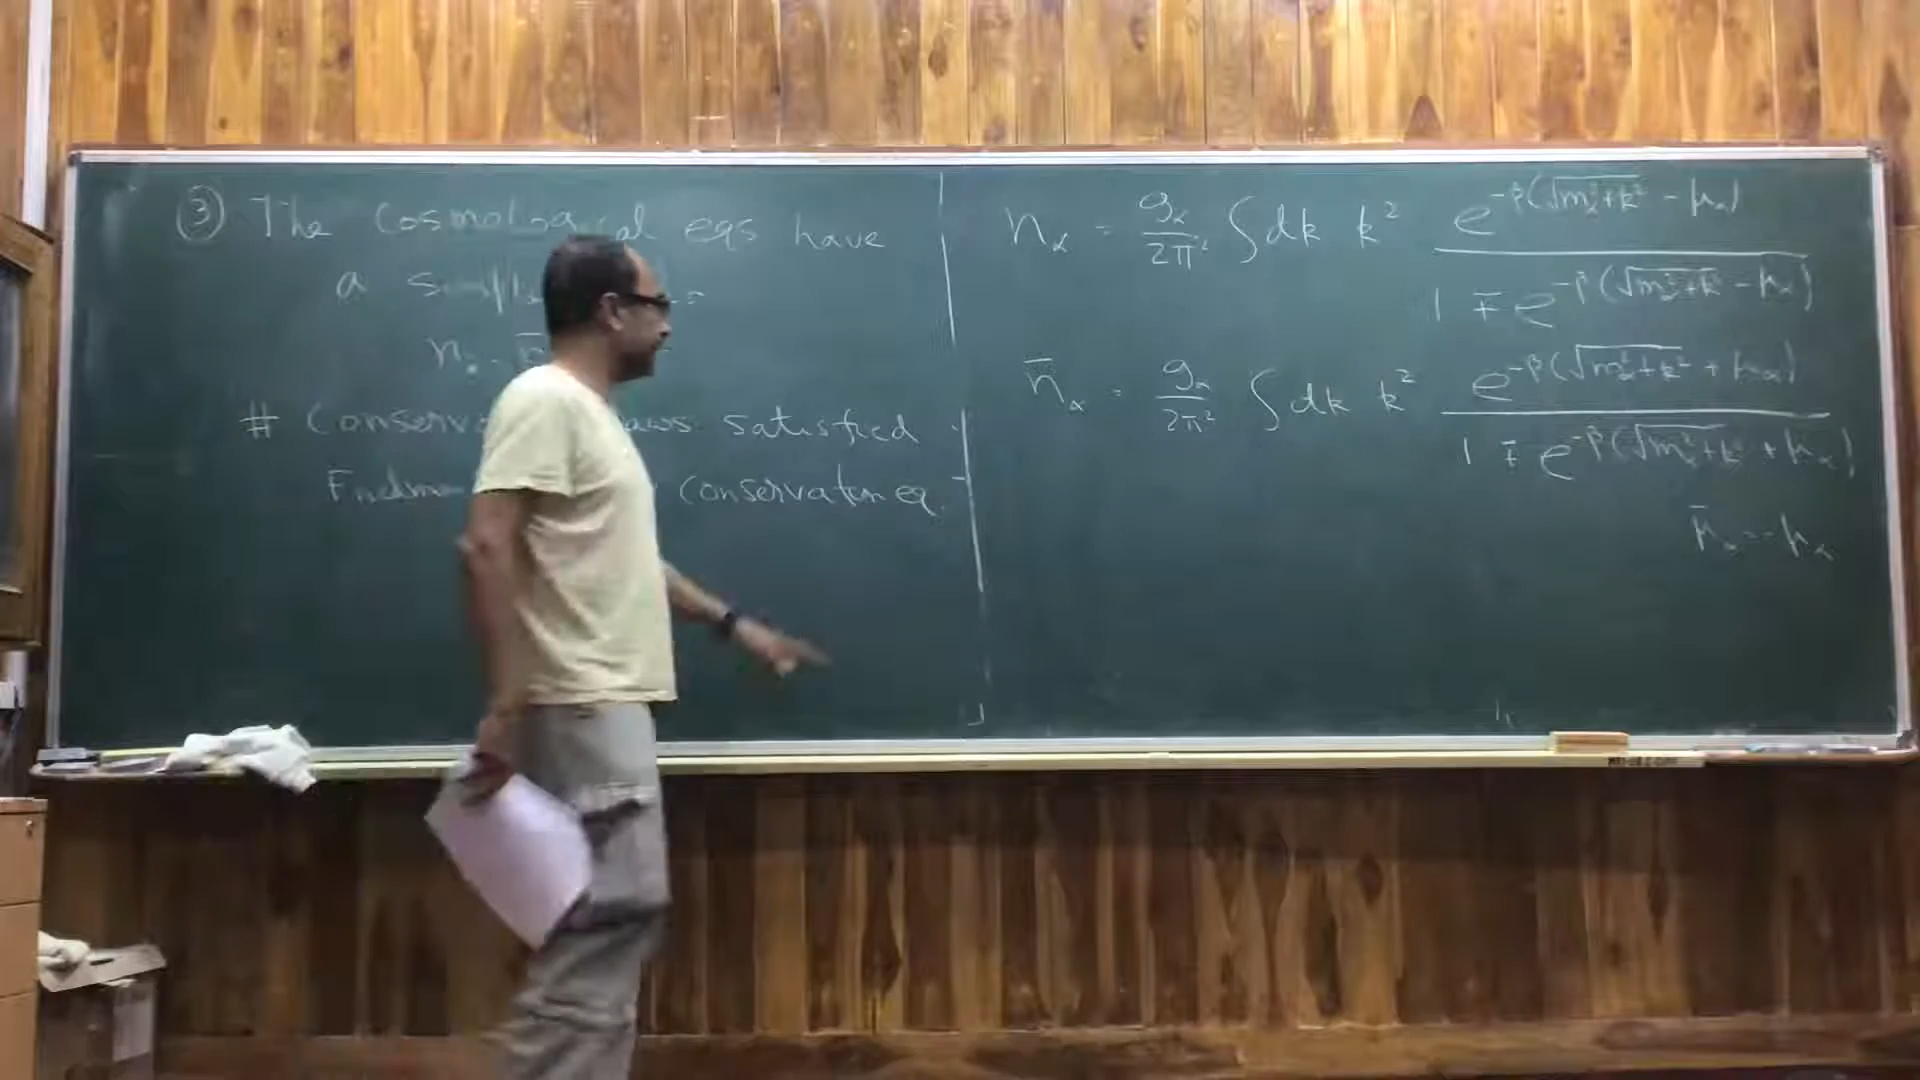 ③ The Cosmological eqs have
a
n
# Conserv aws satisfied
conservation eq.
n_α = g_α/2π² ∫dk k² e^{-β(√(m_α²+k²) - μ_α)} / 1 ∓ e^{-β(√(m_α²+k²) - μ_α)}
n̄_α = g_α/2π² ∫dk k² e^{-β(√(m_α²+k²) + μ_α)} / 1 ∓ e^{-β(√(m_α²+k²) + μ_α)}
μ̄_α = -μ_α